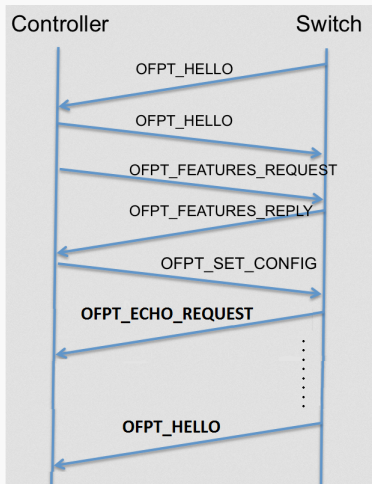 Controller
Switch
OFPT_HELLO
OFPT_HELLO
OFPT_FEATURES_REQUEST
OFPT_FEATURES_REPLY
OFPT_SET_CONFIG
OFPT_ECHO_REQUEST
OFPT_HELLO